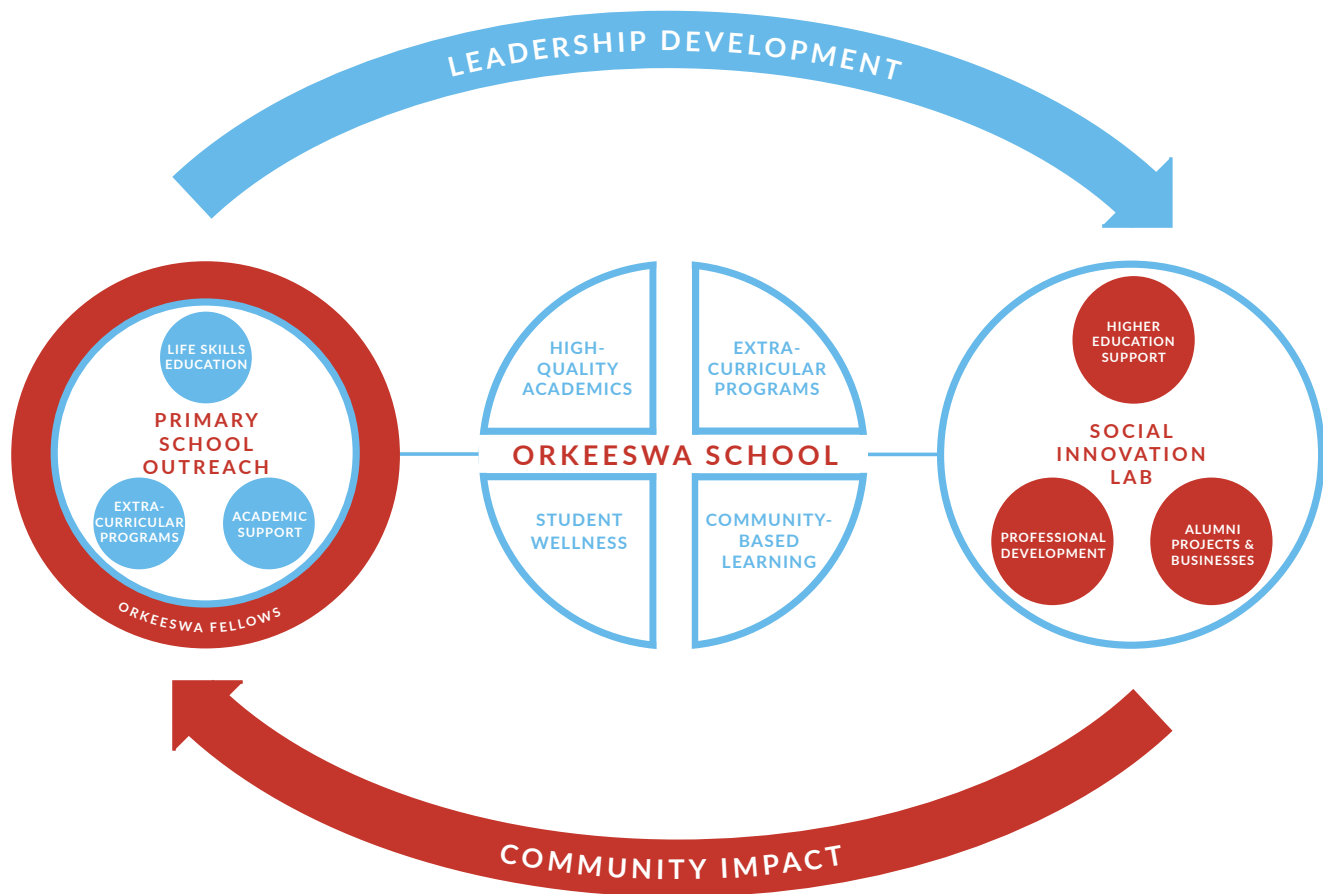 LEADERSHIP DEVELOPMENT
LIFE SKILLS
EDUCATION
PRIMARY
SCHOOL
OUTREACH
EXTRA-
CURRICULAR
PROGRAMS
ACADEMIC
SUPPORT
ORKEESWA FELLOWS
HIGH-
QUALITY
ACADEMICS
EXTRA-
CURRICULAR
PROGRAMS
ORKEESWA SCHOOL
STUDENT
WELLNESS
COMMUNITY-
BASED
LEARNING
HIGHER
EDUCATION
SUPPORT
SOCIAL
INNOVATION
LAB
PROFESSIONAL
DEVELOPMENT
ALUMNI
PROJECTS &
BUSINESSES
COMMUNITY IMPACT